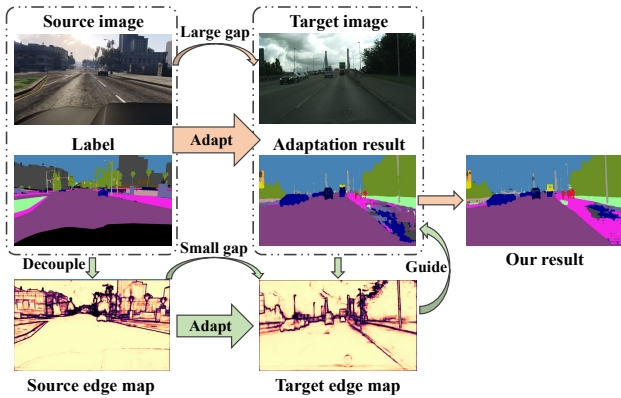 Source image
Target image
Large gap
Label
Adapt
Adaptation result
Decouple
Small gap
Guide
Our result
Adapt
Source edge map
Target edge map